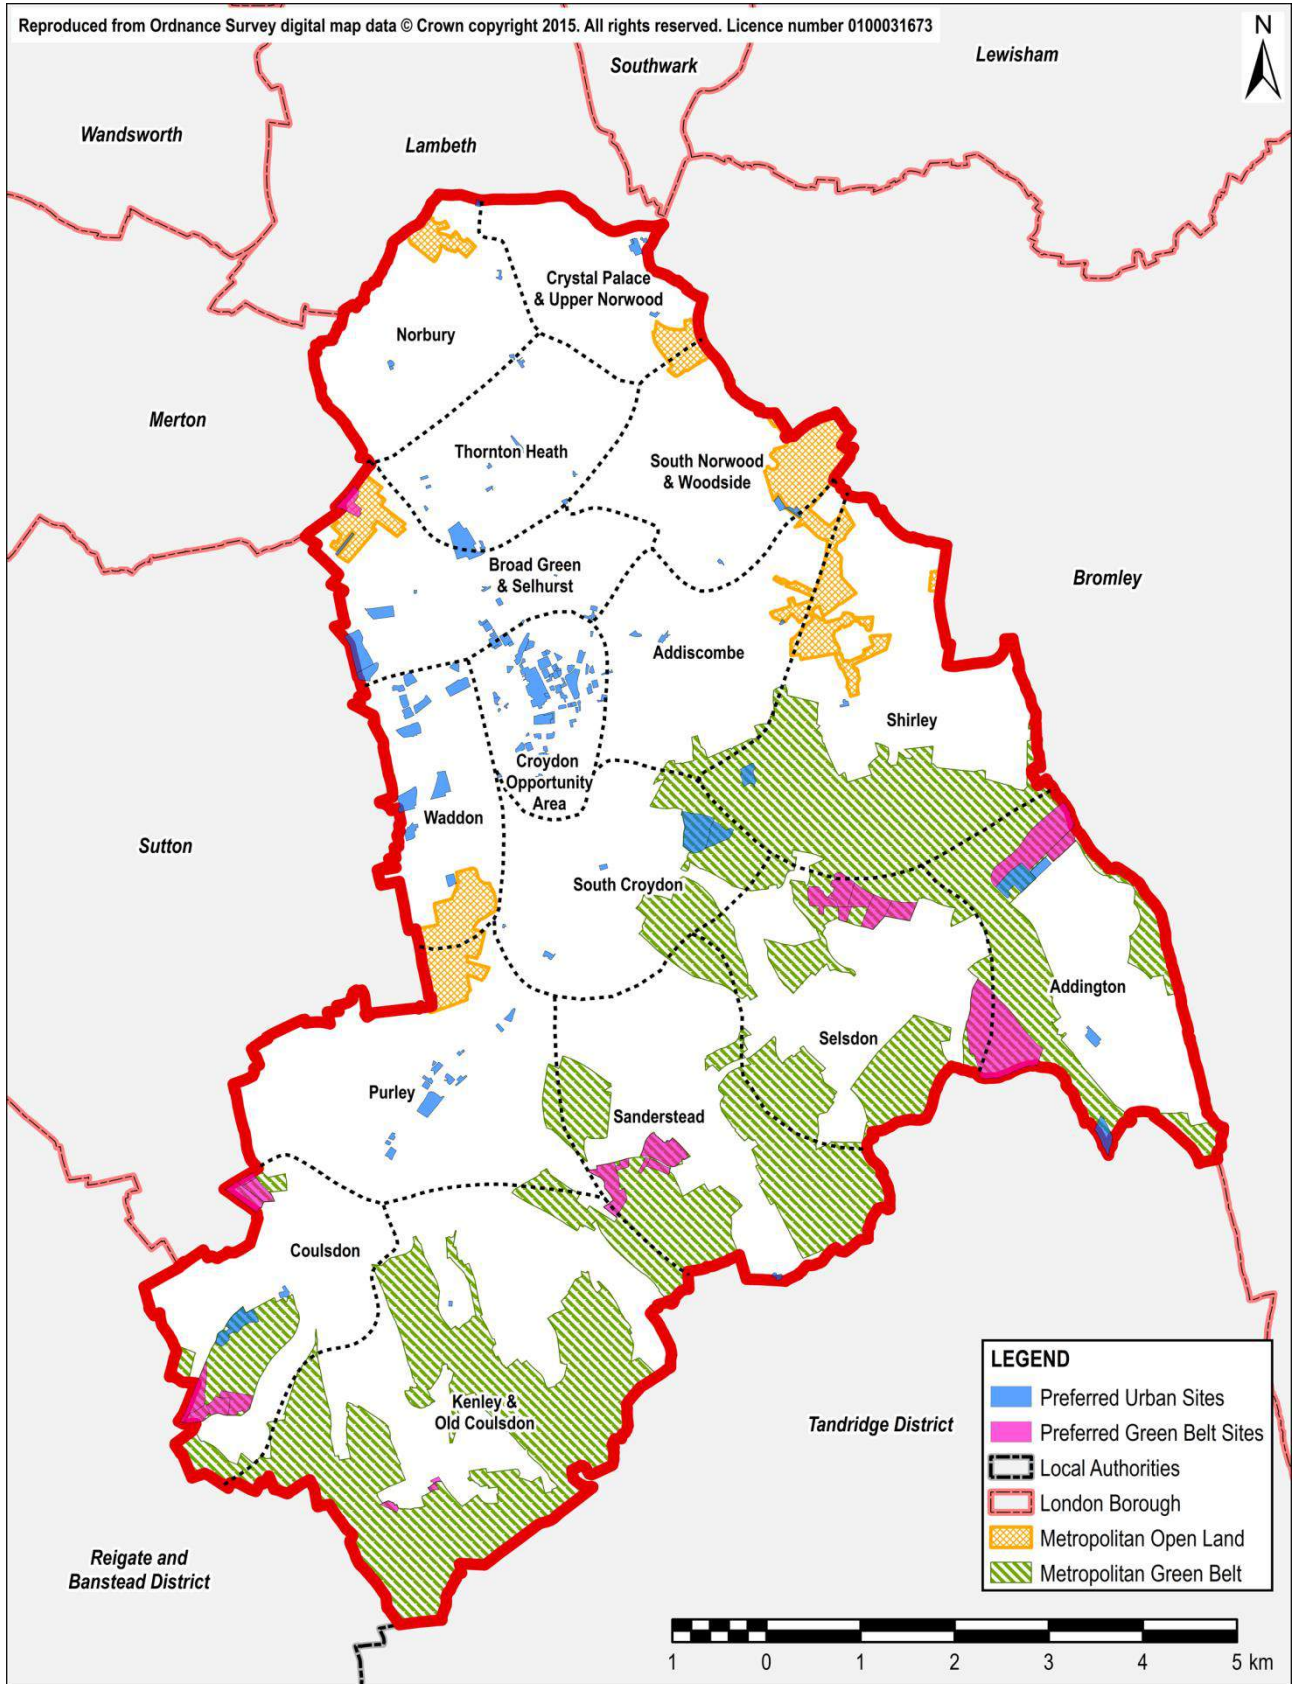 Reproduced from Ordnance Survey digital map data © Crown copyright 2015. All rights reserved. Licence number 0100031673
N
Southwark
Lewisham
Wandsworth
Lambeth
Crystal Palace
& Upper Norwood
Norbury
Merton
Thornton Heath
South Norwood
& Woodside
Broad Green
& Selhurst
Bromley
Addiscombe
Shirley
Croydon
Opportunity
Area
Waddon
Sutton
South Croydon
Addington
Selsdon
Purley
Sanderstead
Coulsdon
Kenley &
Old Coulsdon
Tandridge District
Reigate and
Banstead District
LEGEND
Preferred Urban Sites
Preferred Green Belt Sites
Local Authorities
London Borough
Metropolitan Open Land
Metropolitan Green Belt
1 0 1 2 3 4 5 km